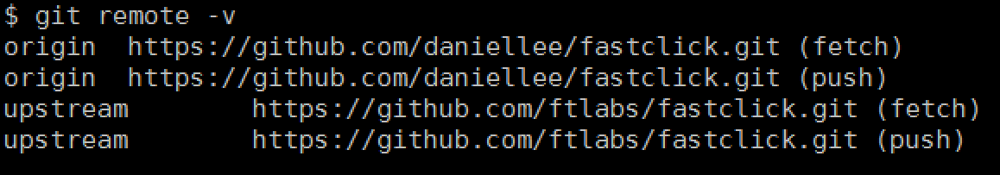 $ git remote -v
origin  https://github.com/daniellee/fastclick.git (fetch)
origin  https://github.com/daniellee/fastclick.git (push)
upstream        https://github.com/ftlabs/fastclick.git (fetch)
upstream        https://github.com/ftlabs/fastclick.git (push)